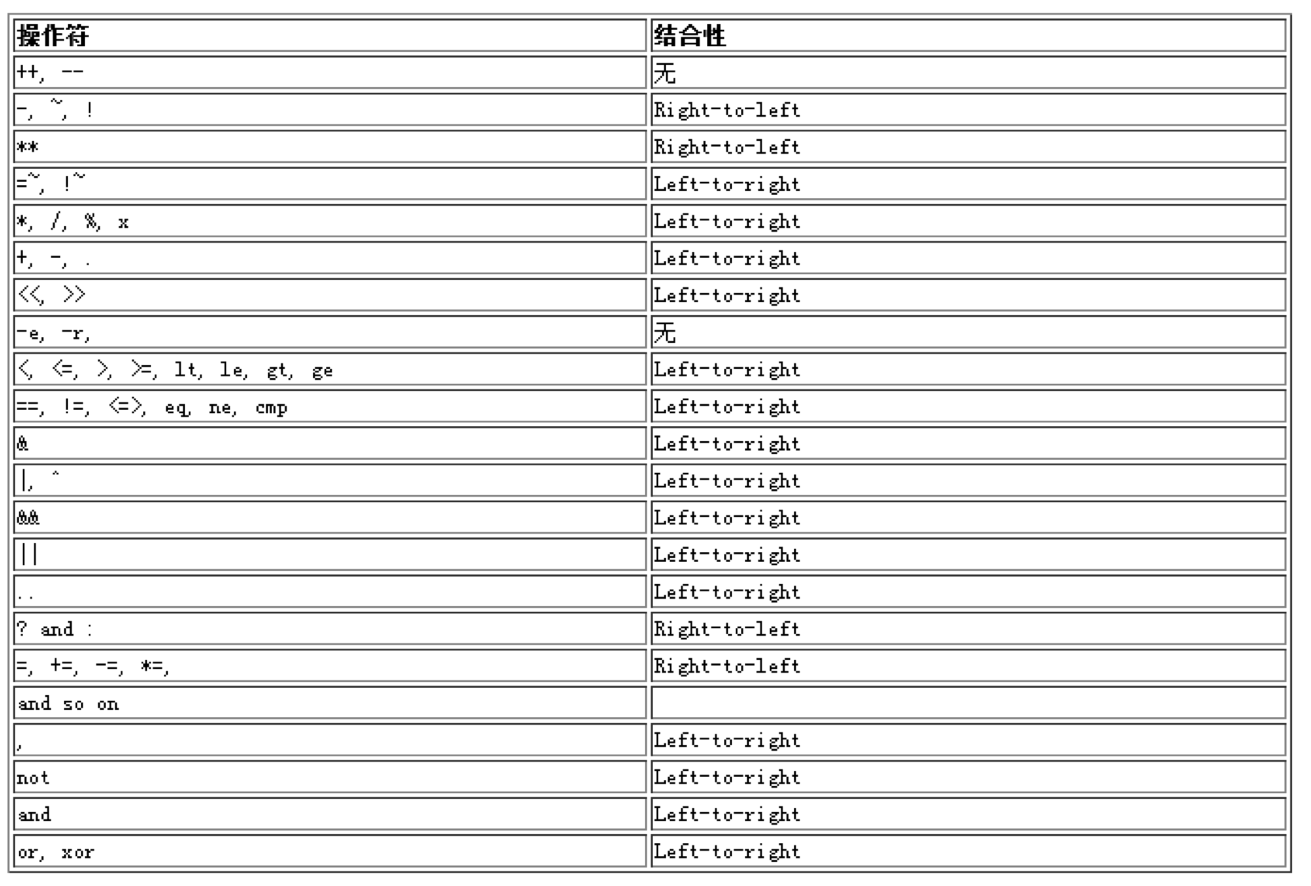 操作符 结合性
++, -- 无
-, ~, ! Right-to-left
** Right-to-left
=~, !~ Left-to-right
*, /, %, x Left-to-right
+, -, . Left-to-right
<<, >> Left-to-right
-e, -r, 无
<, <=, >, >=, lt, le, gt, ge Left-to-right
==, !=, <=>, eq, ne, cmp Left-to-right
& Left-to-right
|, ^ Left-to-right
&& Left-to-right
|| Left-to-right
.. Left-to-right
? and : Right-to-left
=, +=, -=, *=, Right-to-left
and so on
, Left-to-right
not Left-to-right
and Left-to-right
or, xor Left-to-right